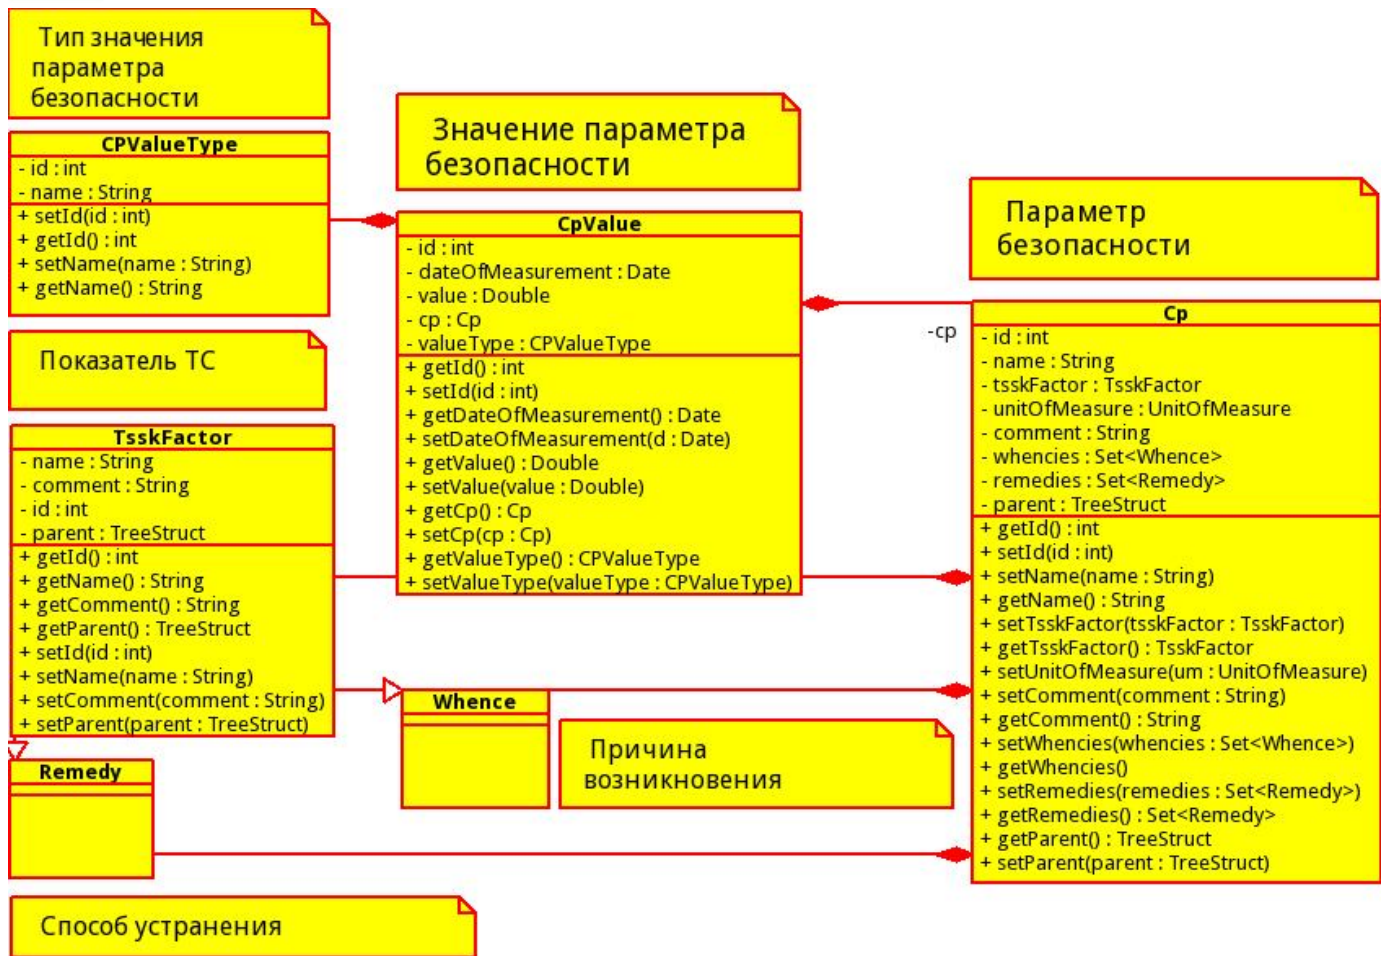 Тип значения
параметра
безопасности
CPValueType
- id : int
- name : String
+ setId(id : int)
+ getId() : int
+ setName(name : String)
+ getName() : String
Показатель ТС
TsskFactor
- name : String
- comment : String
- id : int
- parent : TreeStruct
+ getId() : int
+ getName() : String
+ getComment() : String
+ getParent() : TreeStruct
+ setId(id : int)
+ setName(name : String)
+ setComment(comment : String)
+ setParent(parent : TreeStruct)
Remedy
Способ устранения
Значение параметра
безопасности
CpValue
- id : int
- dateOfMeasurement : Date
- value : Double
- cp : Cp
- valueType : CPValueType
+ getId() : int
+ setId(id : int)
+ getDateOfMeasurement() : Date
+ setDateOfMeasurement(d : Date)
+ getValue() : Double
+ setValue(value : Double)
+ getCp() : Cp
+ setCp(cp : Cp)
+ getValueType() : CPValueType
+ setValueType(valueType : CPValueType)
Whence
Причина
возникновения
-cp
Параметр
безопасности
Cp
- id : int
- name : String
- tsskFactor : TsskFactor
- unitOfMeasure : UnitOfMeasure
- comment : String
- whencies : Set<Whence>
- remedies : Set<Remedy>
- parent : TreeStruct
+ getId() : int
+ setId(id : int)
+ setName(name : String)
+ getName() : String
+ setTsskFactor(tsskFactor : TsskFactor)
+ getTsskFactor() : TsskFactor
+ setUnitOfMeasure(um : UnitOfMeasure)
+ setComment(comment : String)
+ getComment() : String
+ setWhencies(whencies : Set<Whence>)
+ getWhencies()
+ setRemedies(remedies : Set<Remedy>)
+ getRemedies() : Set<Remedy>
+ getParent() : TreeStruct
+ setParent(parent : TreeStruct)